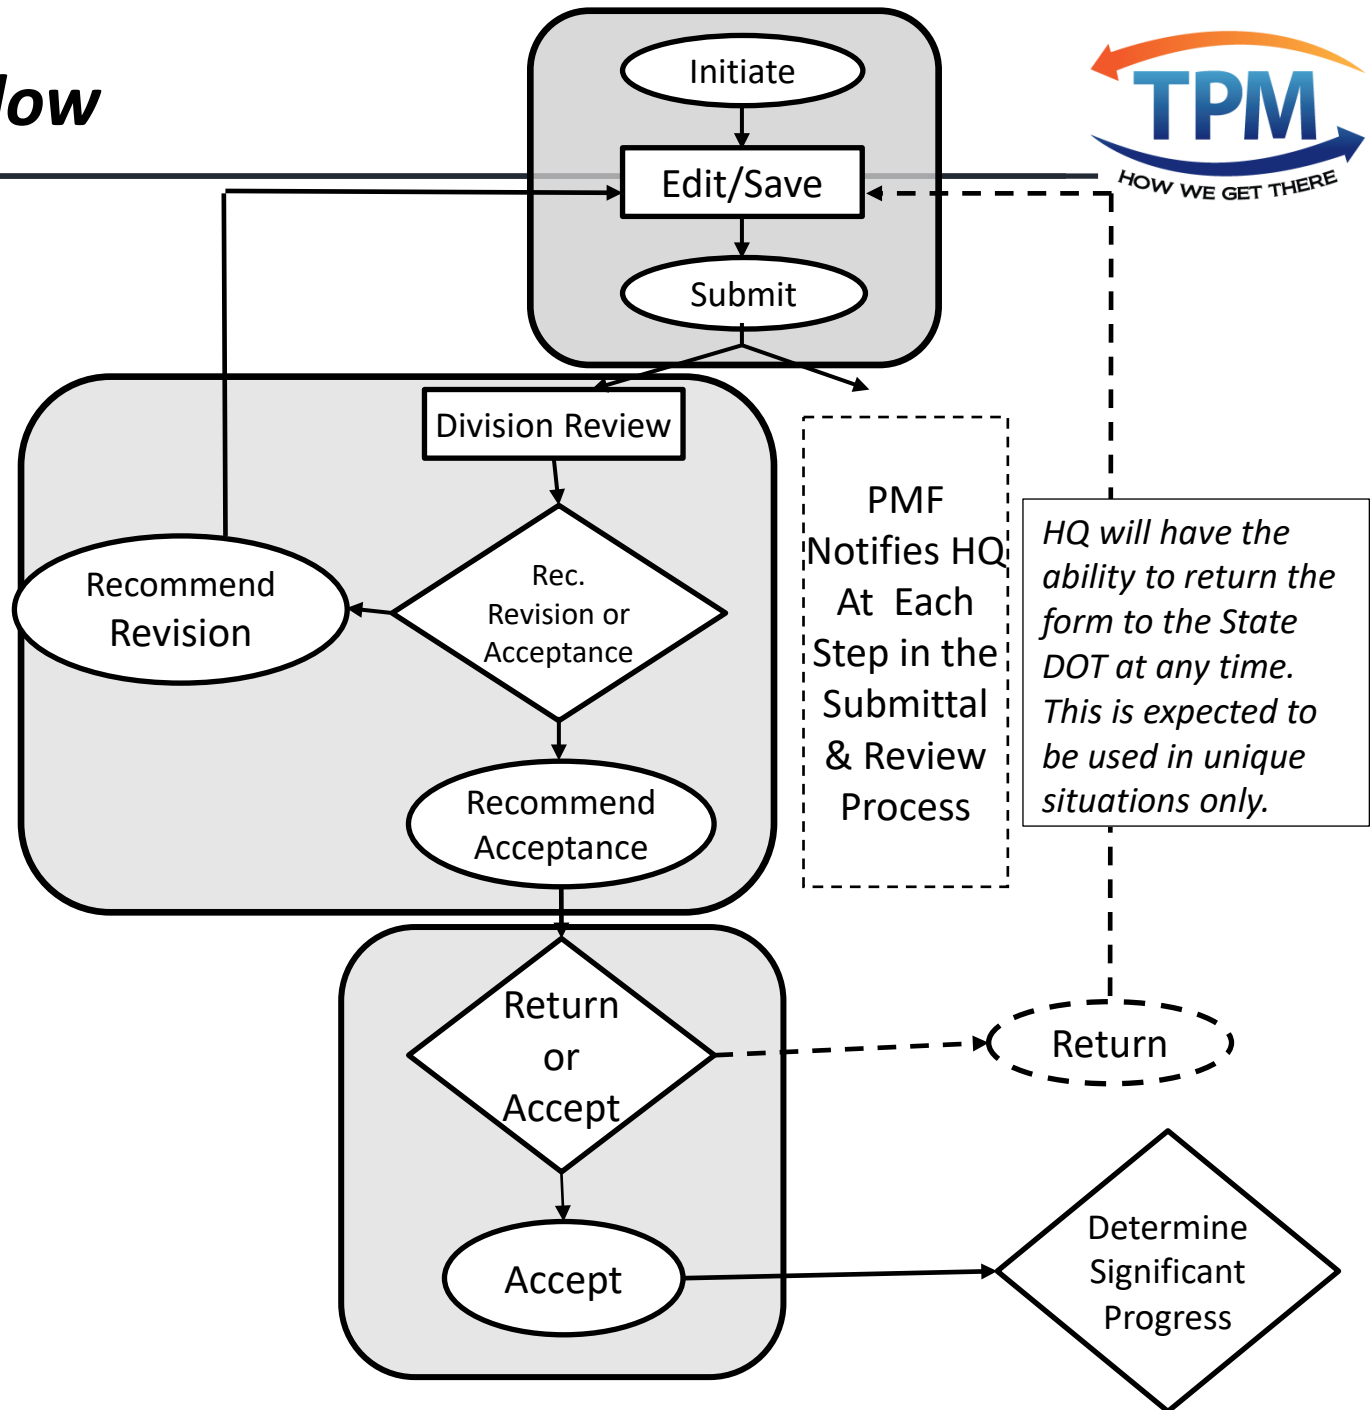 low
TPM
HOW WE GET THERE
Initiate
Edit/Save
Submit
Division Review
Rec.
Revision or
Acceptance
Recommend
Revision
Recommend
Acceptance
PMF
Notifies HQ
At Each
Step in the
Submittal
& Review
Process
HQ will have the
ability to return the
form to the State
DOT at any time.
This is expected to
be used in unique
situations only.
Return
or
Accept
Return
Accept
Determine
Significant
Progress